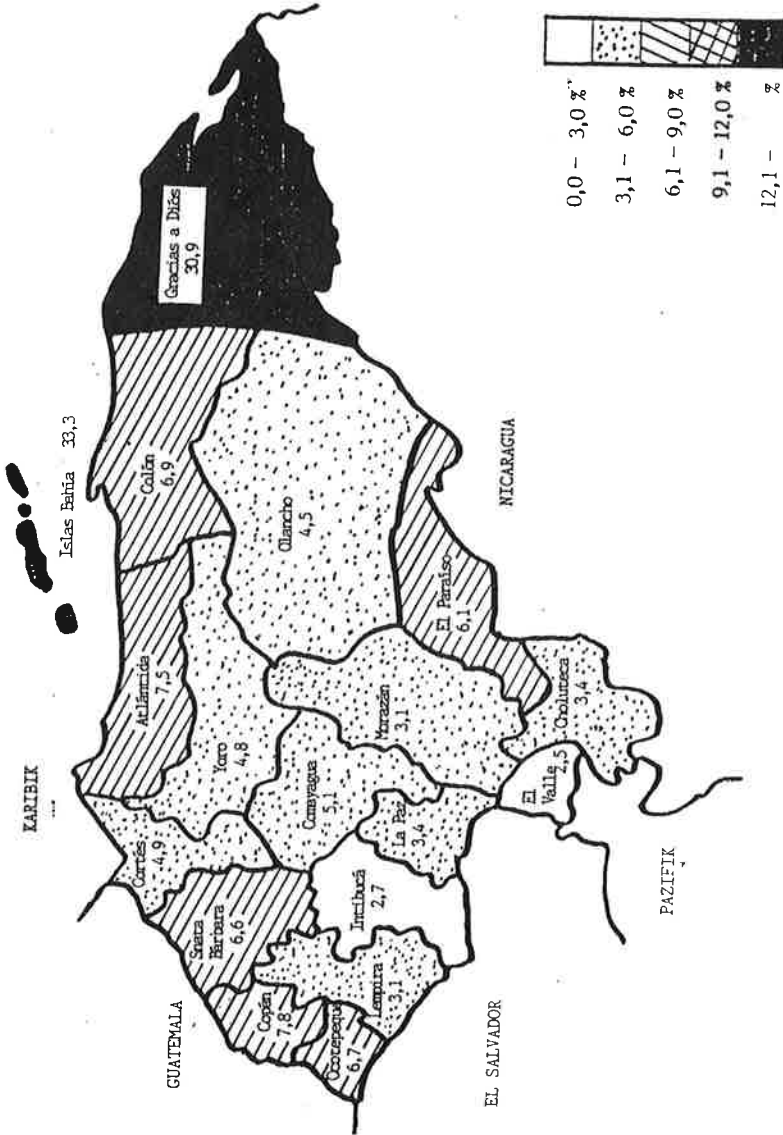 KARIBIK
Islas Bahia 33,3
Gracias a Diós
30,9
Colón
6,9
Atlántida
7,5
Cortés
4,9
Yoro
4,8
Olancho
4,5
Snata
Bárbara
6,6
Copán
7,8
Ocotepeque
6,7
Lempira
3,1
Intibucá
2,7
Comayagua
5,1
La Paz
3,4
Morazán
3,1
El Paraíso
6,1
El
Valle
2,5
Choluteca
3,4
GUATEMALA
EL SALVADOR
PAZIFIK
NICARAGUA
0,0 - 3,0 %
3,1 - 6,0 %
6,1 - 9,0 %
9,1 - 12,0 %
12,1 - %